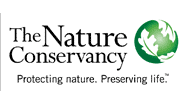 The Nature
Conservancy
Protecting nature. Preserving life.™